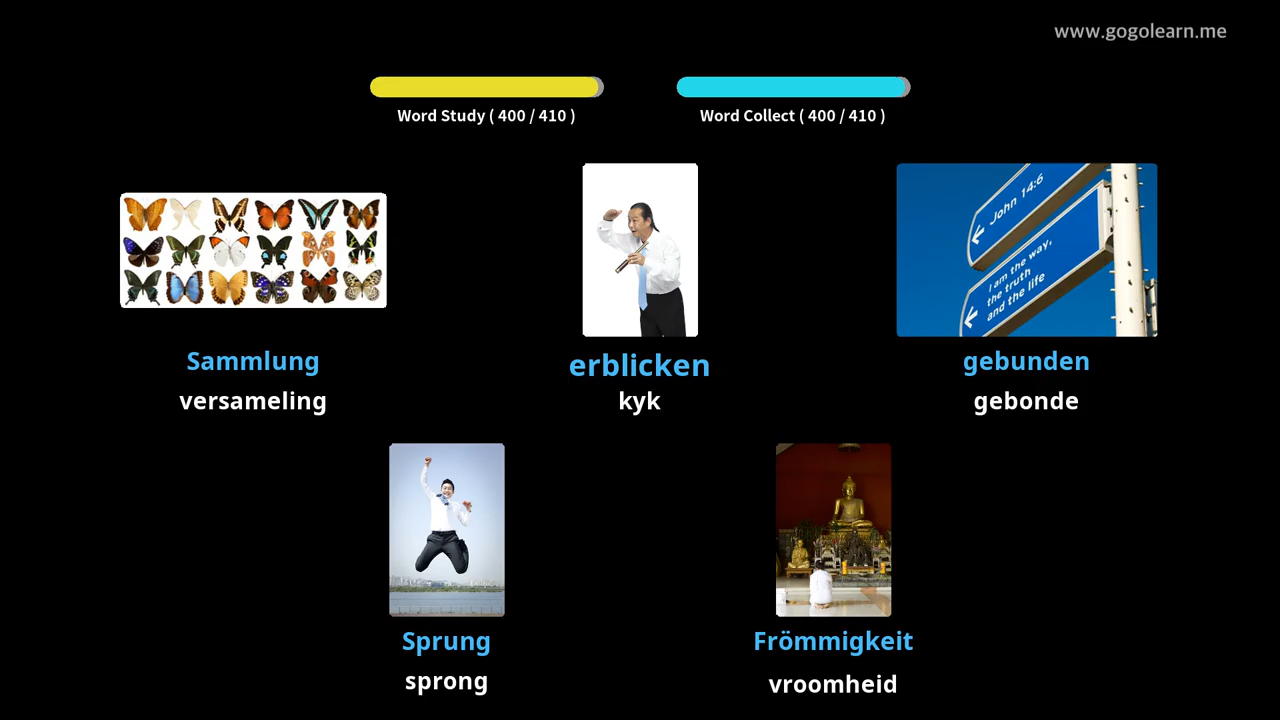 www.gogolearn.me
Word Study ( 400 / 410 )
Word Collect ( 400 / 410 )
John 14:6
I am the way,
the truth
and the life
Sammlung
versameling
erblicken
kyk
gebunden
gebonde
Sprung
sprong
Frömmigkeit
vroomheid